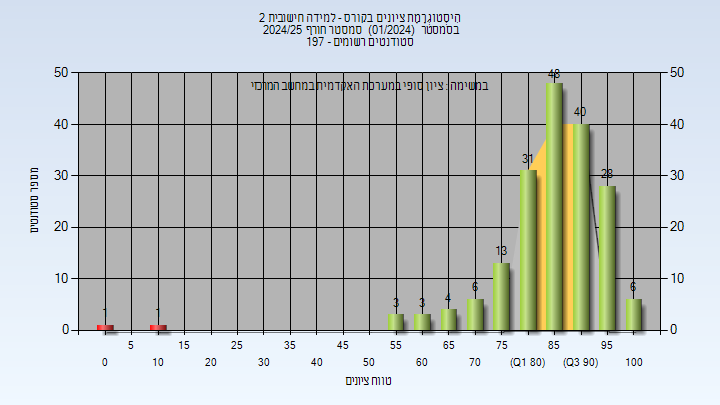 היסטוגרמת ציונים בקורס - למידה חישובית 2
בסמסטר (01/2024) סמסטר חורף 2024/25
סטודנטים רשומים - 197
במשימה : ציון סופי במערכת האקדמית במחשב המרכזי
מספר סטודנטים
50 50
40 40
30 30
20 20
10 10
0 0
1 1 3 3 4 6 13 31 48 40 28 6
5 15 25 35 45 55 65 75 85 95
0 10 20 30 40 50 60 70 (Q1 80) (Q3 90) 100
טווח ציונים